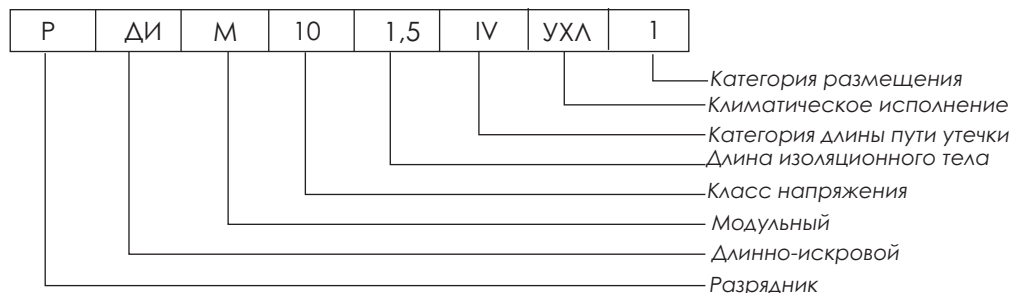 Р ДИ М 10 1,5 IV УХЛ 1
Категория размещения
Климатическое исполнение
Категория длины пути утечки
Длина изоляционного тела
Класс напряжения
Модульный
Длинно-искровой
Разрядник